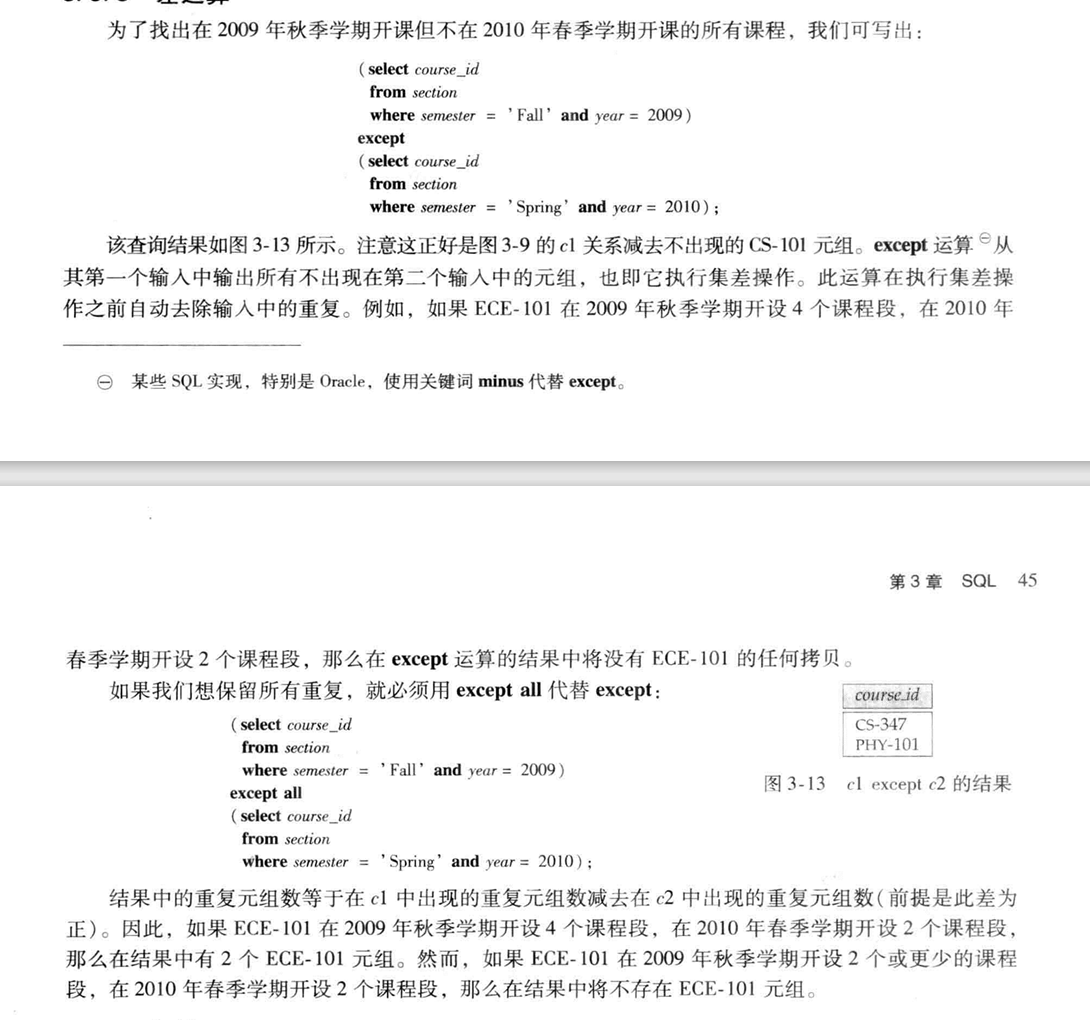 为了找出在 2009 年秋季学期开课但不在 2010 年春季学期开课的所有课程，我们可写出：
(select course_id
from section
where semester = 'Fall' and year = 2009)
except
(select course_id
from section
where semester = 'Spring' and year = 2010);
该查询结果如图 3-13 所示。注意这正好是图 3-9 的 c1 关系减去不出现的 CS-101 元组。except 运算㊀从
其第一个输入中输出所有不出现在第二个输入中的元组，也即它执行集差操作。此运算在执行集差操
作之前自动去除输入中的重复。例如，如果 ECE-101 在 2009 年秋季学期开设 4 个课程段，在 2010 年
㊀ 某些 SQL 实现，特别是 Oracle，使用关键词 minus 代替 except。
第 3 章 SQL 45
春季学期开设 2 个课程段，那么在 except 运算的结果中将没有 ECE-101 的任何拷贝。
如果我们想保留所有重复，就必须用 except all 代替 except：
(select course_id
from section
where semester = 'Fall' and year = 2009)
except all
(select course_id
from section
where semester = 'Spring' and year = 2010);
course_id
CS-347
PHY-101
图 3-13 c1 except c2 的结果
结果中的重复元组数等于在 c1 中出现的重复元组数减去在 c2 中出现的重复元组数(前提是此差为
正)。因此，如果 ECE-101 在 2009 年秋季学期开设 4 个课程段，在 2010 年春季学期开设 2 个课程段，
那么在结果中有 2 个 ECE-101 元组。然而，如果 ECE-101 在 2009 年秋季学期开设 2 个或更少的课程
段，在 2010 年春季学期开设 2 个课程段，那么在结果中将不存在 ECE-101 元组。